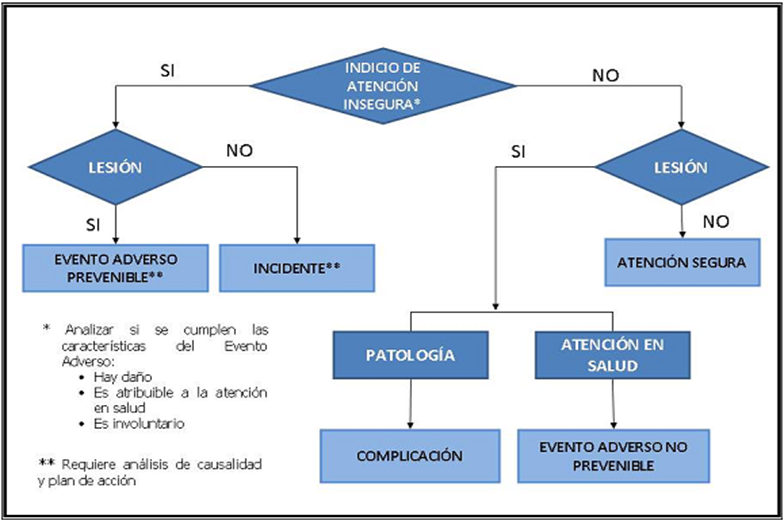 INDICIO DE
ATENCIÓN
INSEGURA*
SI
NO
LESIÓN
NO
SI
LESIÓN
SI
NO
EVENTO ADVERSO
PREVENIBLE**
INCIDENTE**
ATENCIÓN SEGURA
* Analizar si se cumplen las
características del Evento
Adverso:
• Hay daño
• Es atribuible a la atención
en salud
• Es involuntario
** Requiere análisis de causalidad
y plan de acción
PATOLOGÍA
ATENCIÓN EN
SALUD
COMPLICACIÓN
EVENTO ADVERSO NO
PREVENIBLE